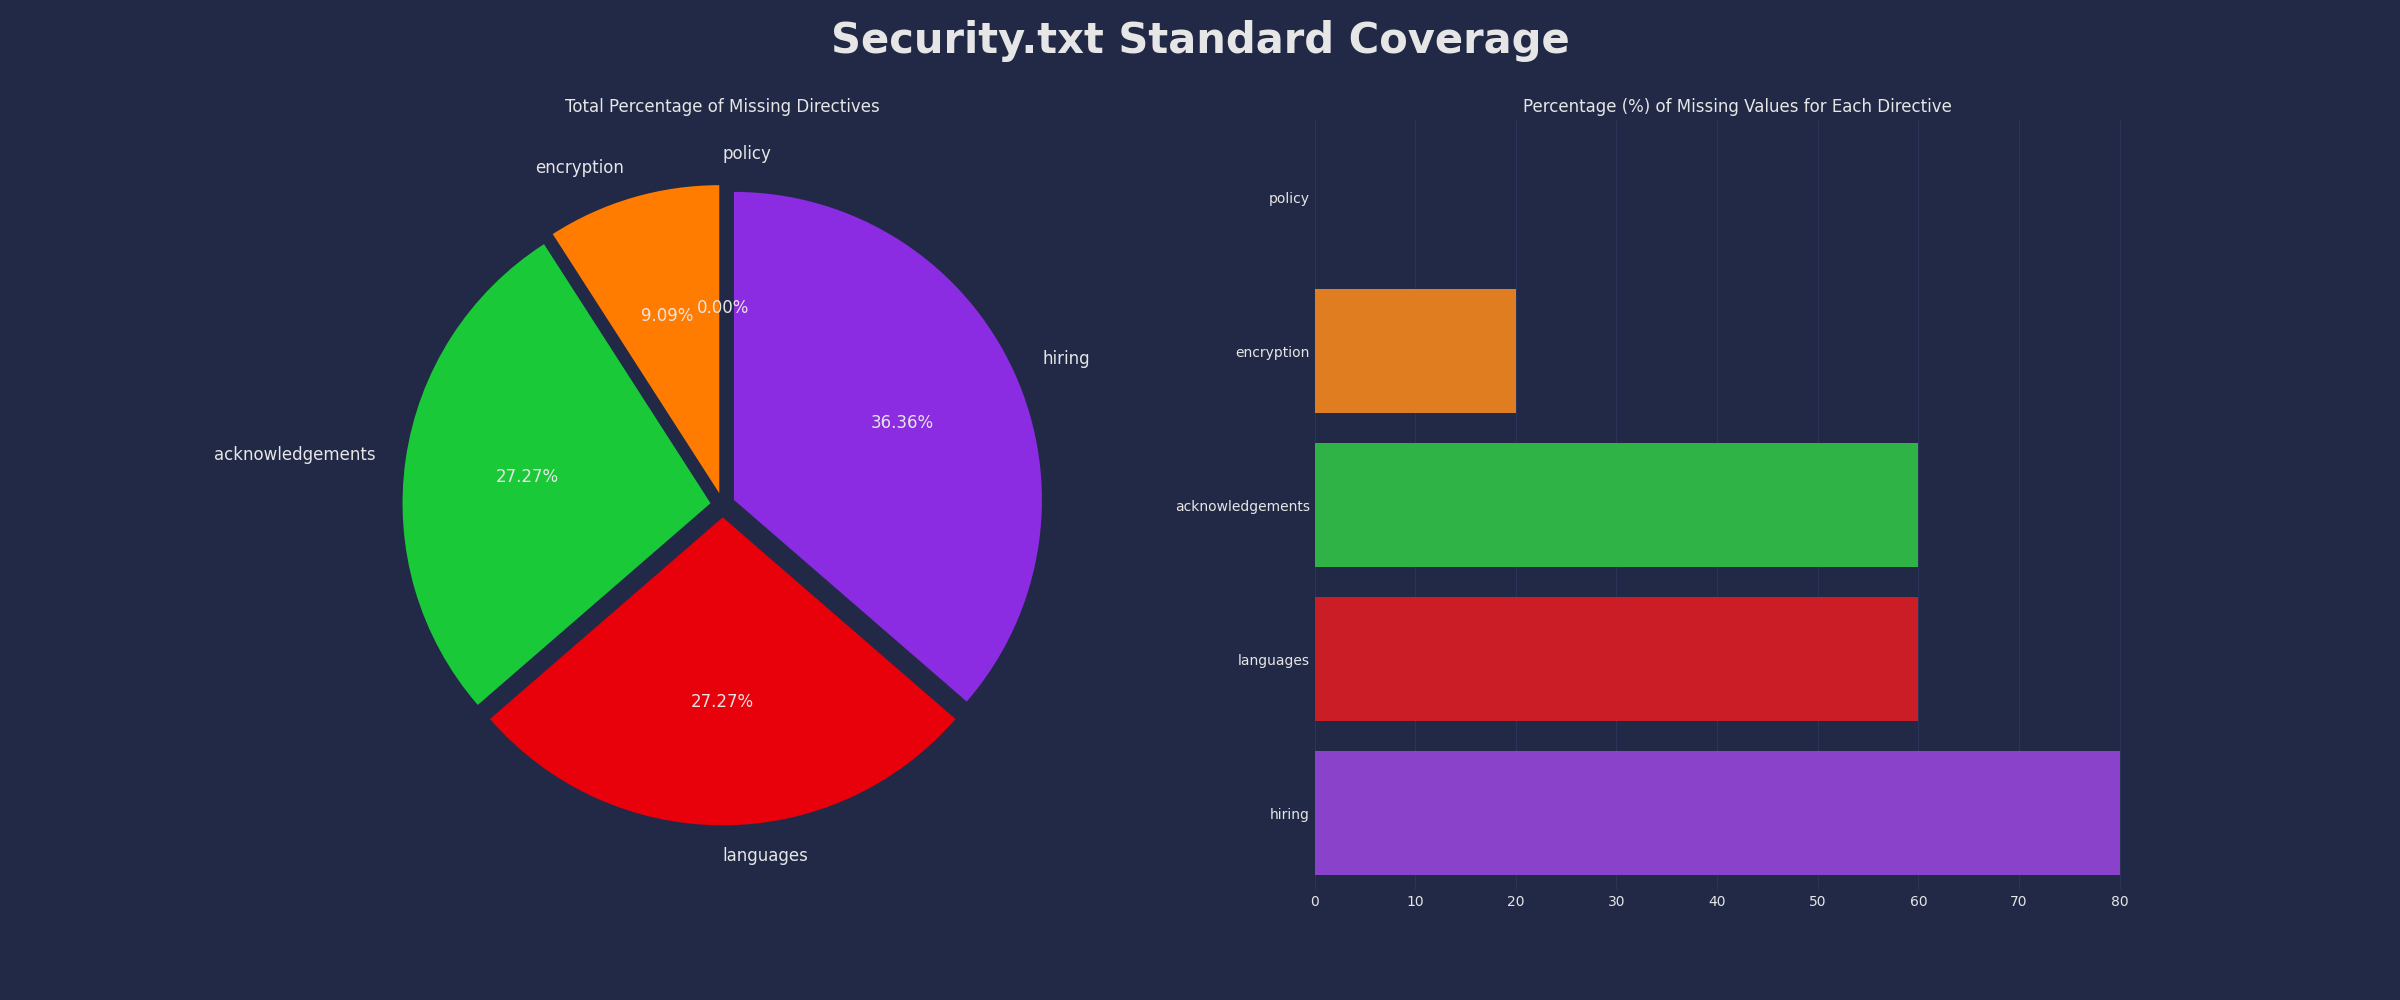 Security.txt Standard Coverage
Total Percentage of Missing Directives
policy
encryption
0.00%
9.09%
hiring
36.36%
acknowledgements
27.27%
27.27%
languages
Percentage (%) of Missing Values for Each Directive
policy
encryption
acknowledgements
languages
hiring
0 10 20 30 40 50 60 70 80